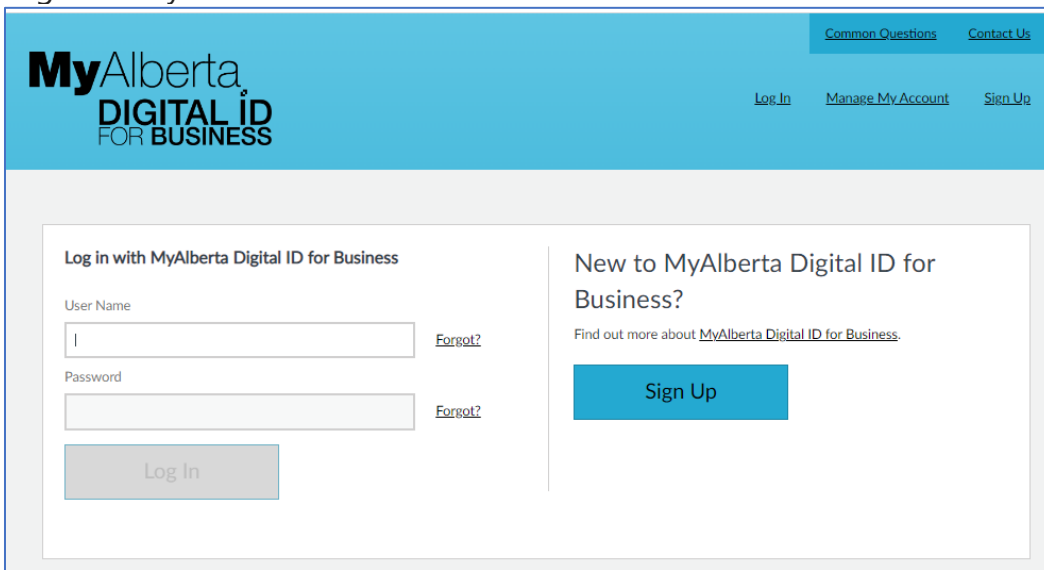 Common Questions Contact Us
MyAlberta
DIGITAL ID
FOR BUSINESS
Log In Manage My Account Sign Up
Log in with MyAlberta Digital ID for Business
User Name
Forgot?
Password
Forgot?
Log In
New to MyAlberta Digital ID for
Business?
Find out more about MyAlberta Digital ID for Business.
Sign Up